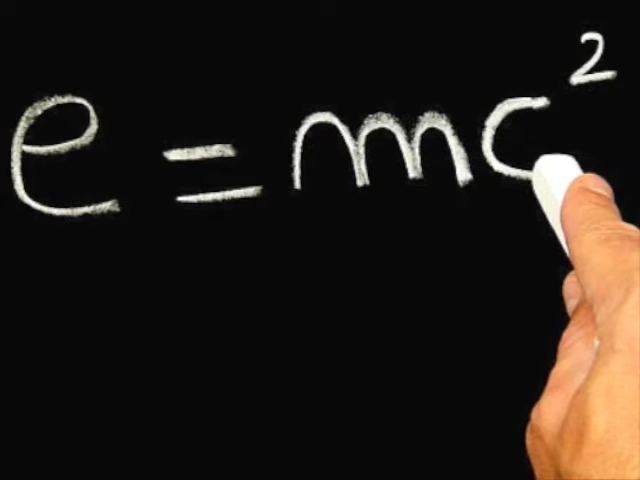 e = mc²